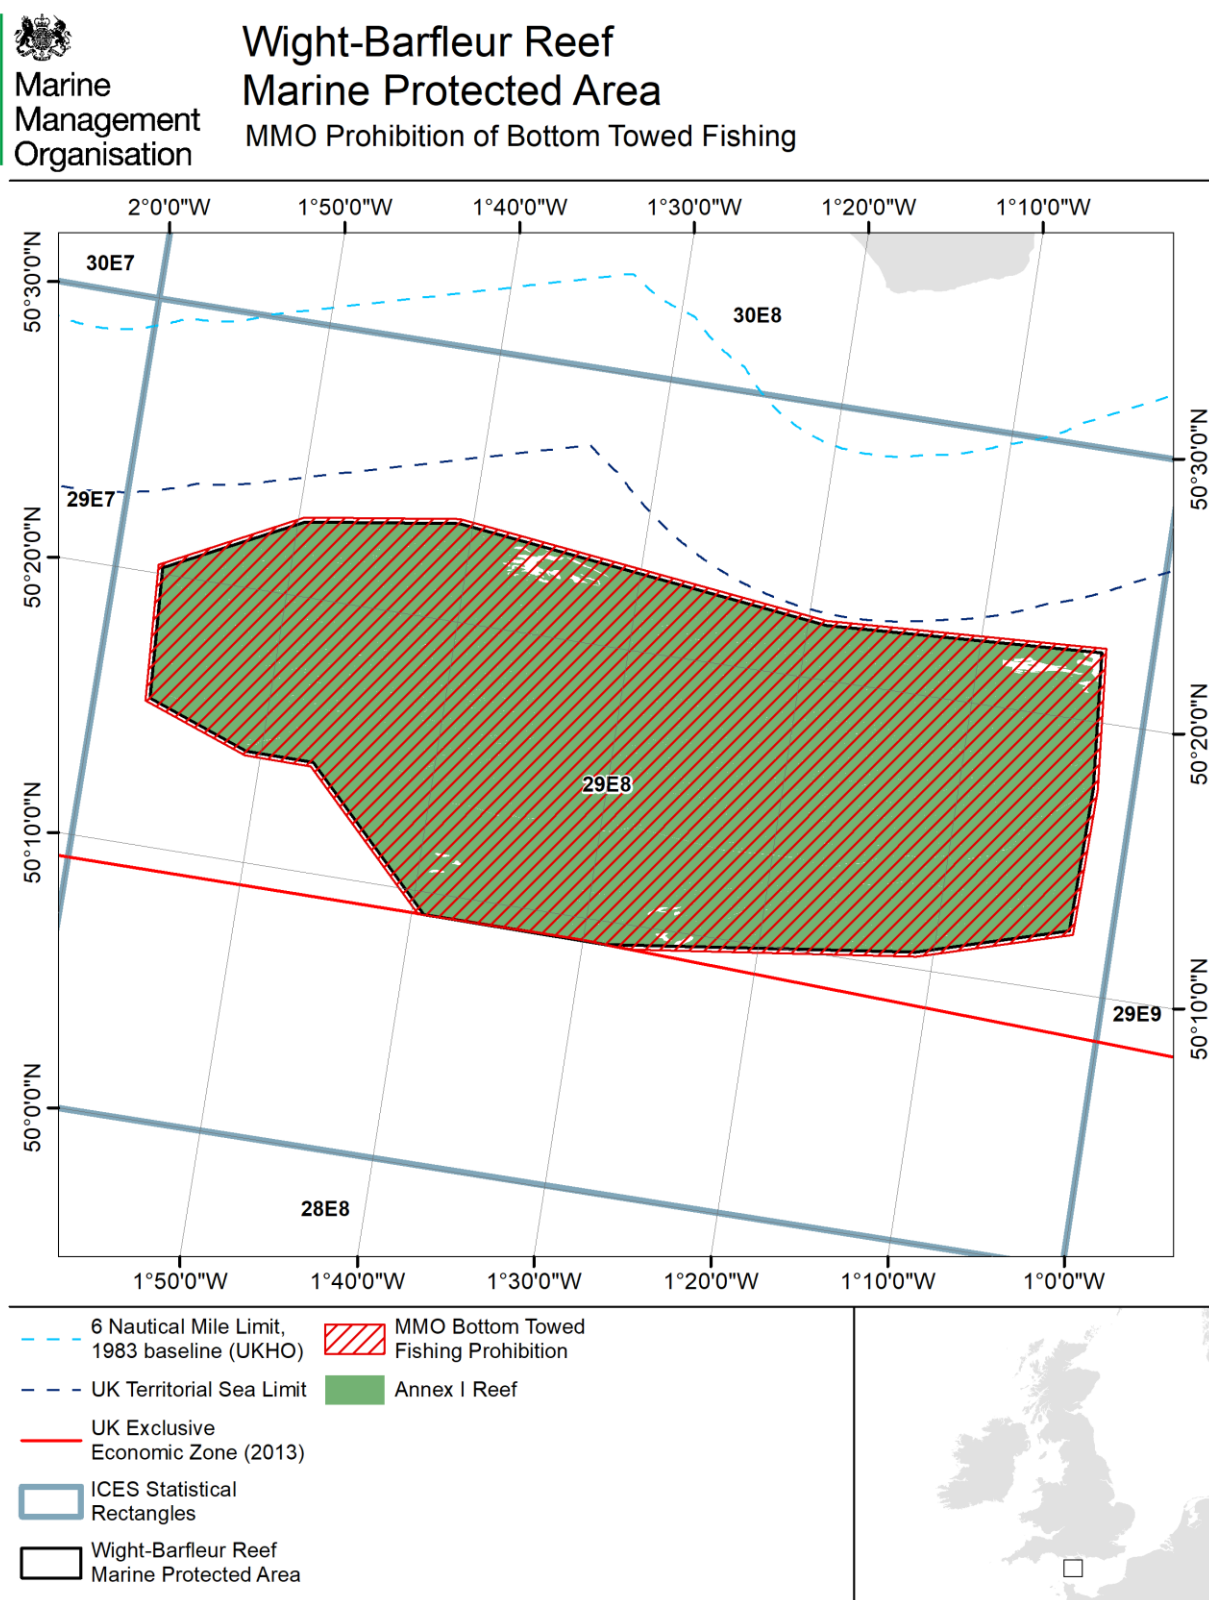 Marine
Management
Organisation
Wight-Barfleur Reef
Marine Protected Area
MMO Prohibition of Bottom Towed Fishing
2°0'0"W 1°50'0"W 1°40'0"W 1°30'0"W 1°20'0"W 1°10'0"W
50°30'0"N
50°20'0"N
50°10'0"N
50°0'0"N
30E7
30E8
29E7
29E8
29E9
28E8
50°30'0"N
50°20'0"N
50°10'0"N
1°50'0"W 1°40'0"W 1°30'0"W 1°20'0"W 1°10'0"W 1°0'0"W
6 Nautical Mile Limit,
1983 baseline (UKHO)
UK Territorial Sea Limit
UK Exclusive
Economic Zone (2013)
ICES Statistical
Rectangles
Wight-Barfleur Reef
Marine Protected Area
MMO Bottom Towed
Fishing Prohibition
Annex I Reef